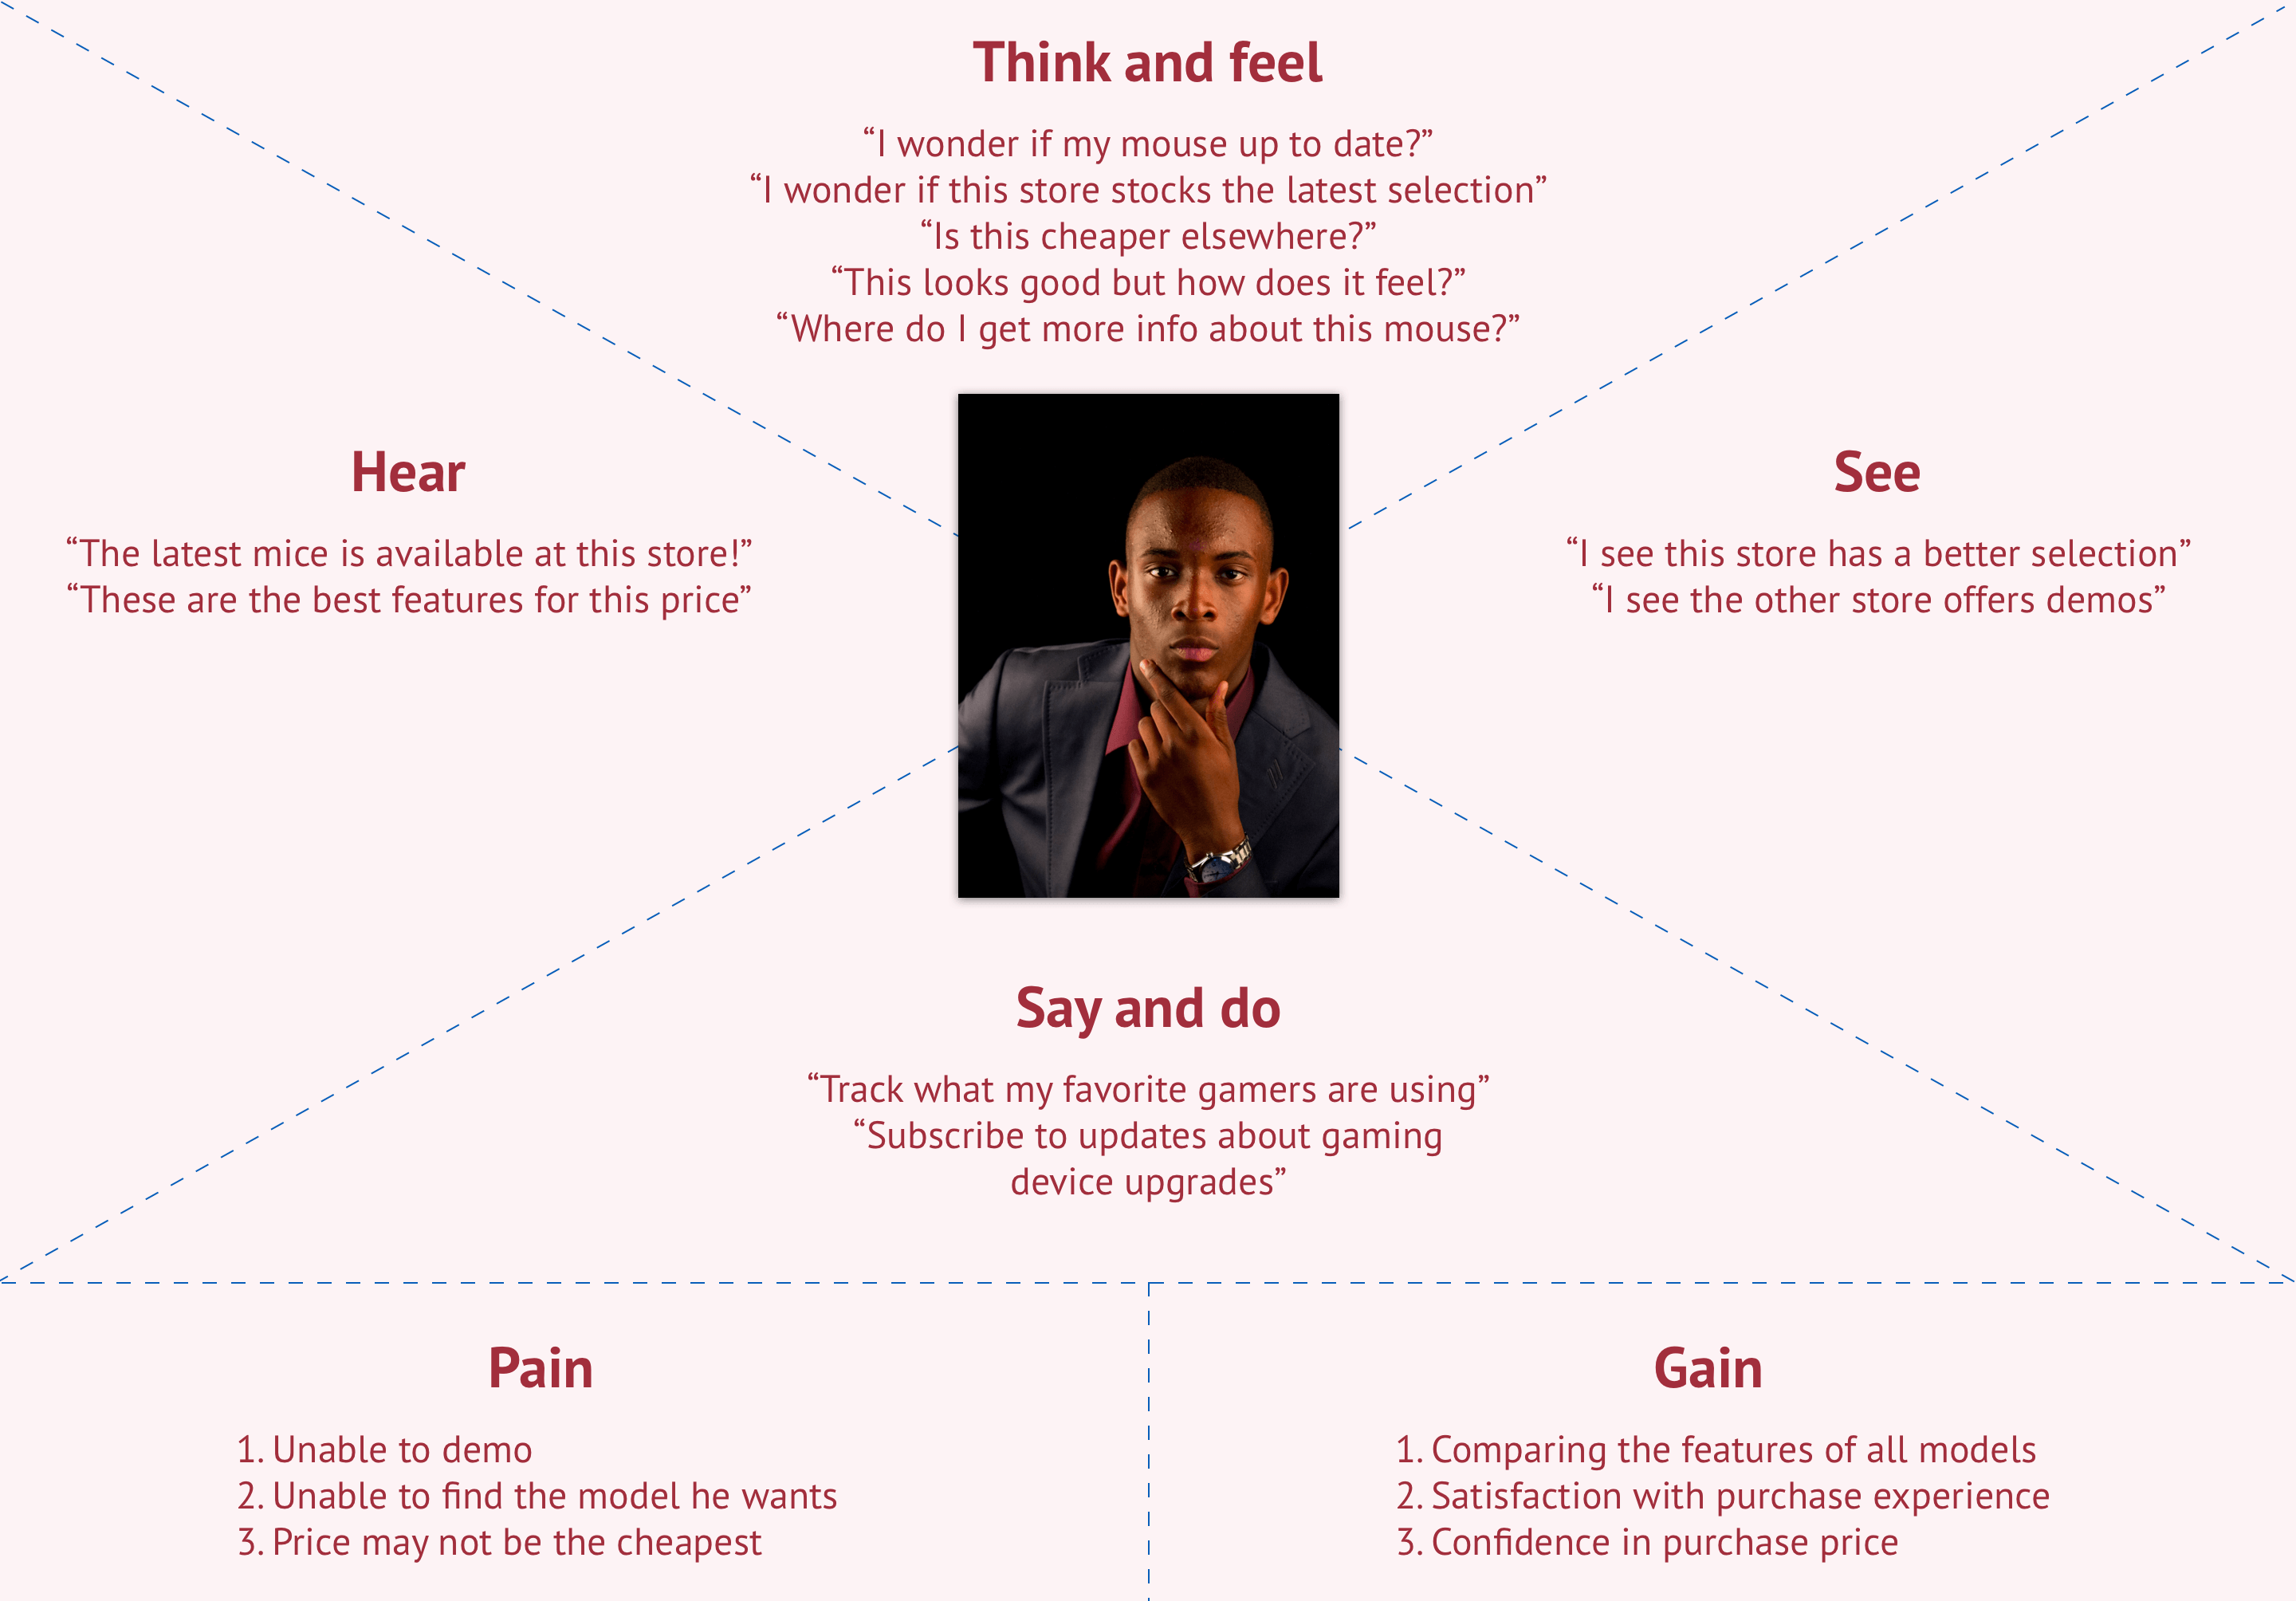 Think and feel
“I wonder if my mouse up to date?”
“I wonder if this store stocks the latest selection”
“Is this cheaper elsewhere?”
“This looks good but how does it feel?”
“Where do I get more info about this mouse?”
Hear
“The latest mice is available at this store!”
“These are the best features for this price”
See
“I see this store has a better selection”
“I see the other store offers demos”
Say and do
“Track what my favorite gamers are using”
“Subscribe to updates about gaming
device upgrades”
Pain
1. Unable to demo
2. Unable to find the model he wants
3. Price may not be the cheapest
Gain
1. Comparing the features of all models
2. Satisfaction with purchase experience
3. Confidence in purchase price